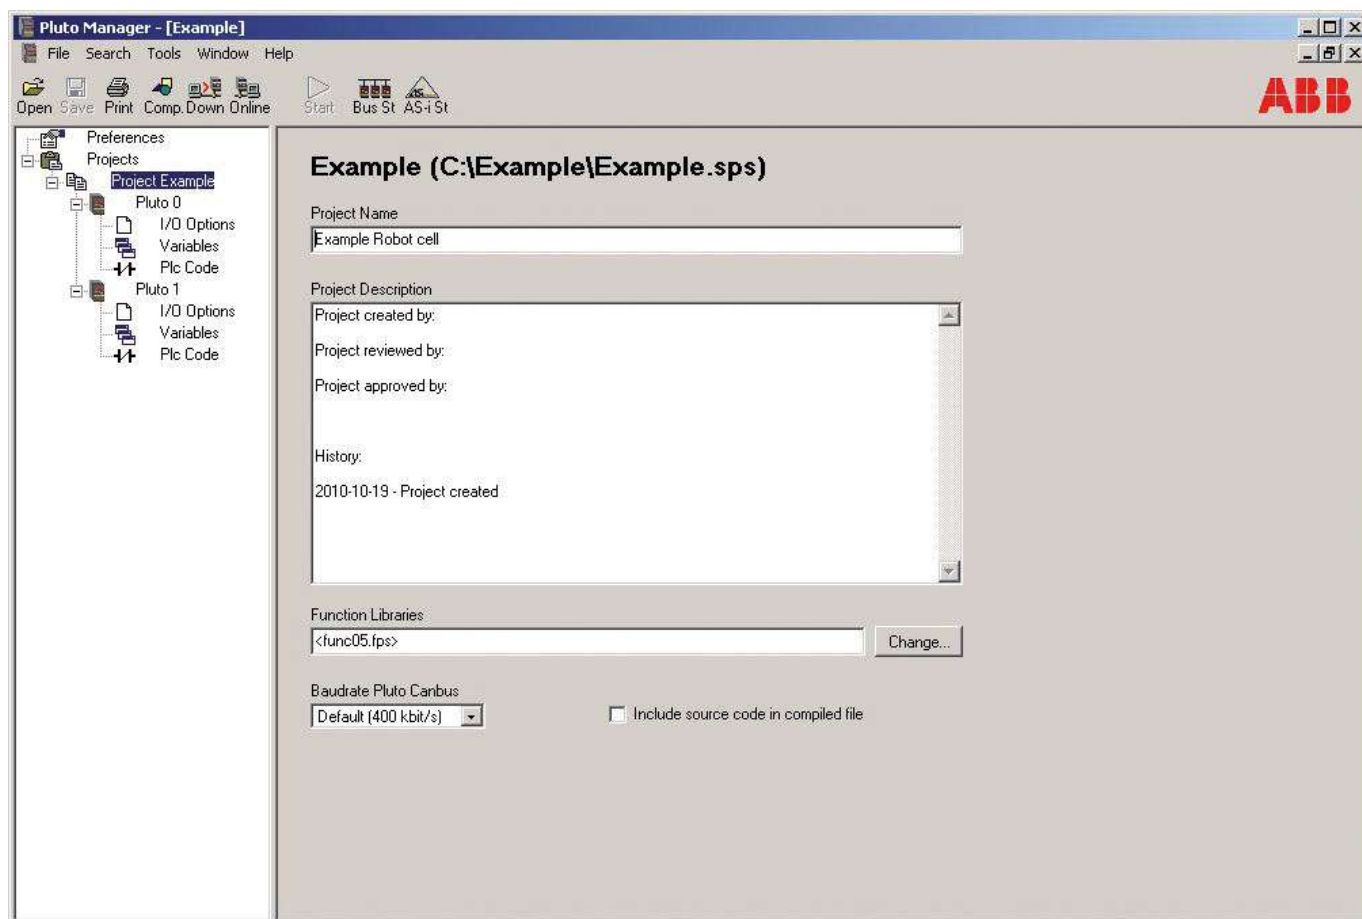 Pluto Manager - [Example]
File Search Tools Window Help
Open Save Print Comp. Down Online Start Bus St AS-i St
ABB
Preferences
Projects
Project Example
Pluto 0
I/O Options
Variables
Plc Code
Pluto 1
I/O Options
Variables
Plc Code
Example (C:\Example\Example.sps)
Project Name
Example Robot cell
Project Description
Project created by:
Project reviewed by:
Project approved by:
History:
2010-10-19 - Project created
Function Libraries
<func05.fps>
Change...
Baudrate Pluto Canbus
Default (400 kbit/s)
Include source code in compiled file